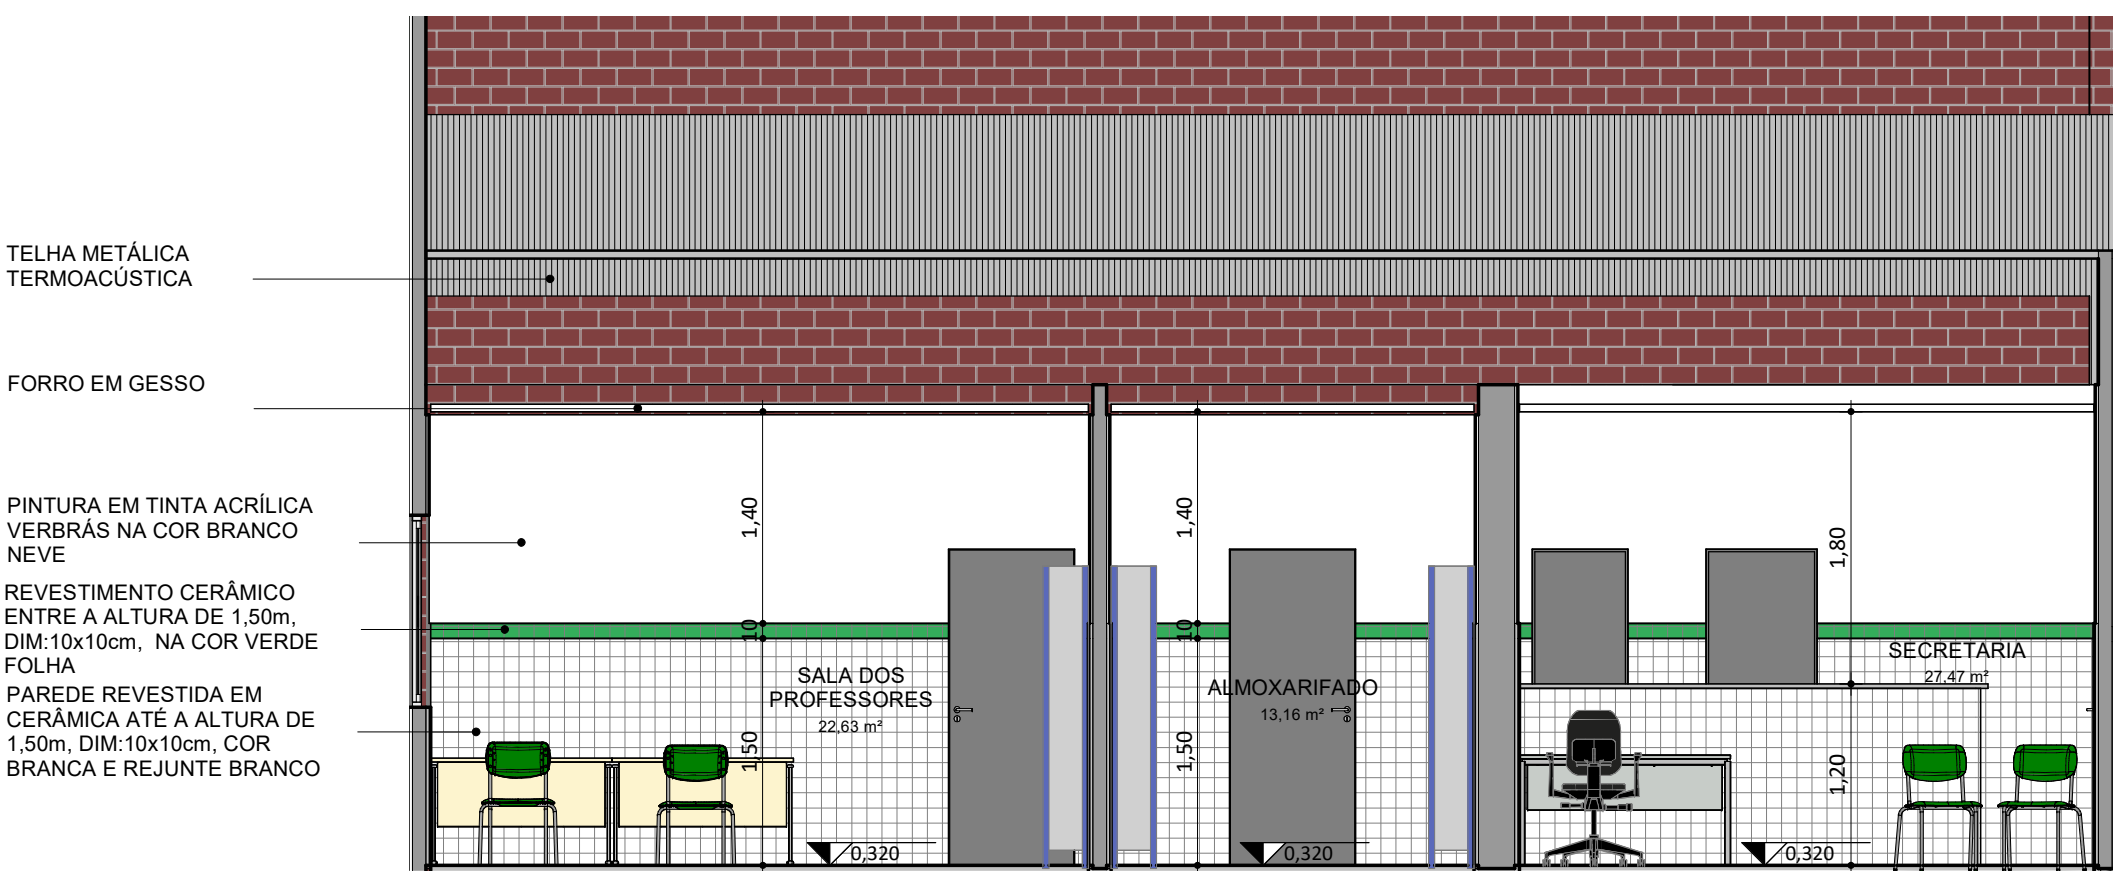 TELHA METÁLICA
TERMOACÚSTICA
FORRO EM GESSO
PINTURA EM TINTA ACRÍLICA
VERBRÁS NA COR BRANCO
NEVE
REVESTIMENTO CERÂMICO
ENTRE A ALTURA DE 1,50m,
DIM:10x10cm, NA COR VERDE
FOLHA
PAREDE REVESTIDA EM
CERÂMICA ATÉ A ALTURA DE
1,50m, DIM:10x10cm, COR
BRANCA E REJUNTE BRANCO
1,40
10
1,50
SALA DOS
PROFESSORES
22,63 m²
0,320
1,40
10
1,50
ALMOXARIFADO
13,16 m²
0,320
1,80
1,20
SECRETARIA
27,47 m²
0,320